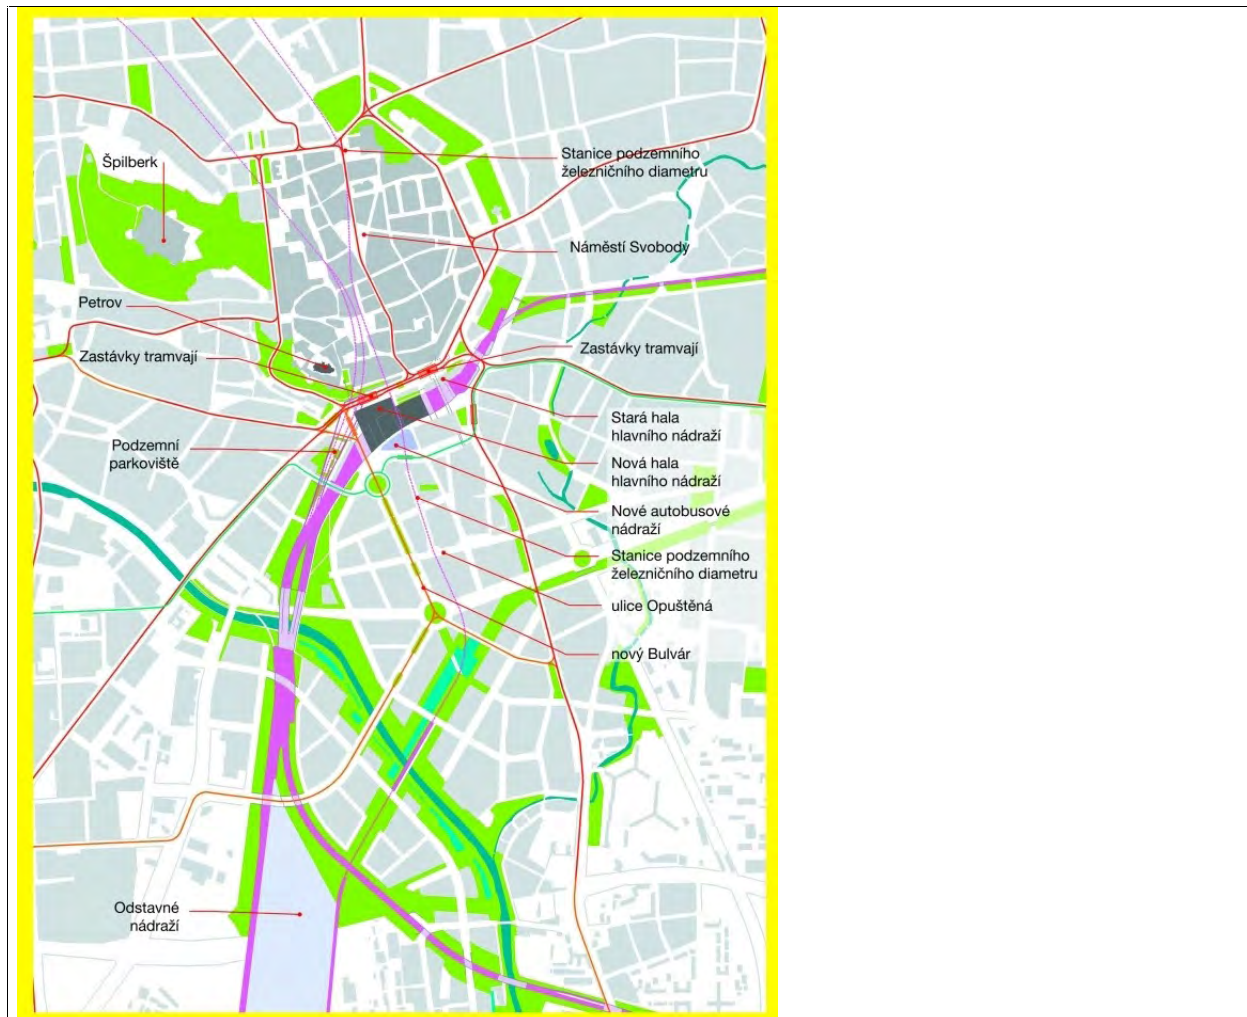 Špilberk
Stanice podzemního
železničního diametru
Náměstí Svobody
Petrov
Zastávky tramvají
Zastávky tramvají
Stará hala
hlavního nádraží
Podzemní
parkoviště
Nová hala
hlavního nádraží
Nové autobusové
nádraží
Stanice podzemního
železničního diametru
ulice Opuštěná
nový Bulvár
Odstavné
nádraží